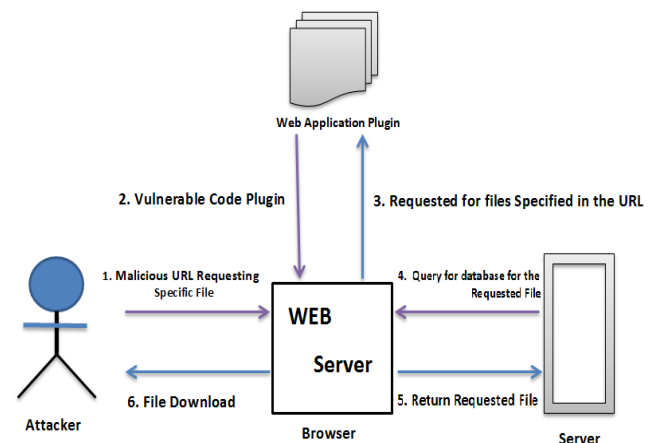 Web Application Plugin
2. Vulnerable Code Plugin
3. Requested for files Specified in the URL
1. Malicious URL Requesting
Specific File
4. Query for database for the
Requested File
WEB
Server
6. File Download
5. Return Requested File
Attacker
Browser
Server